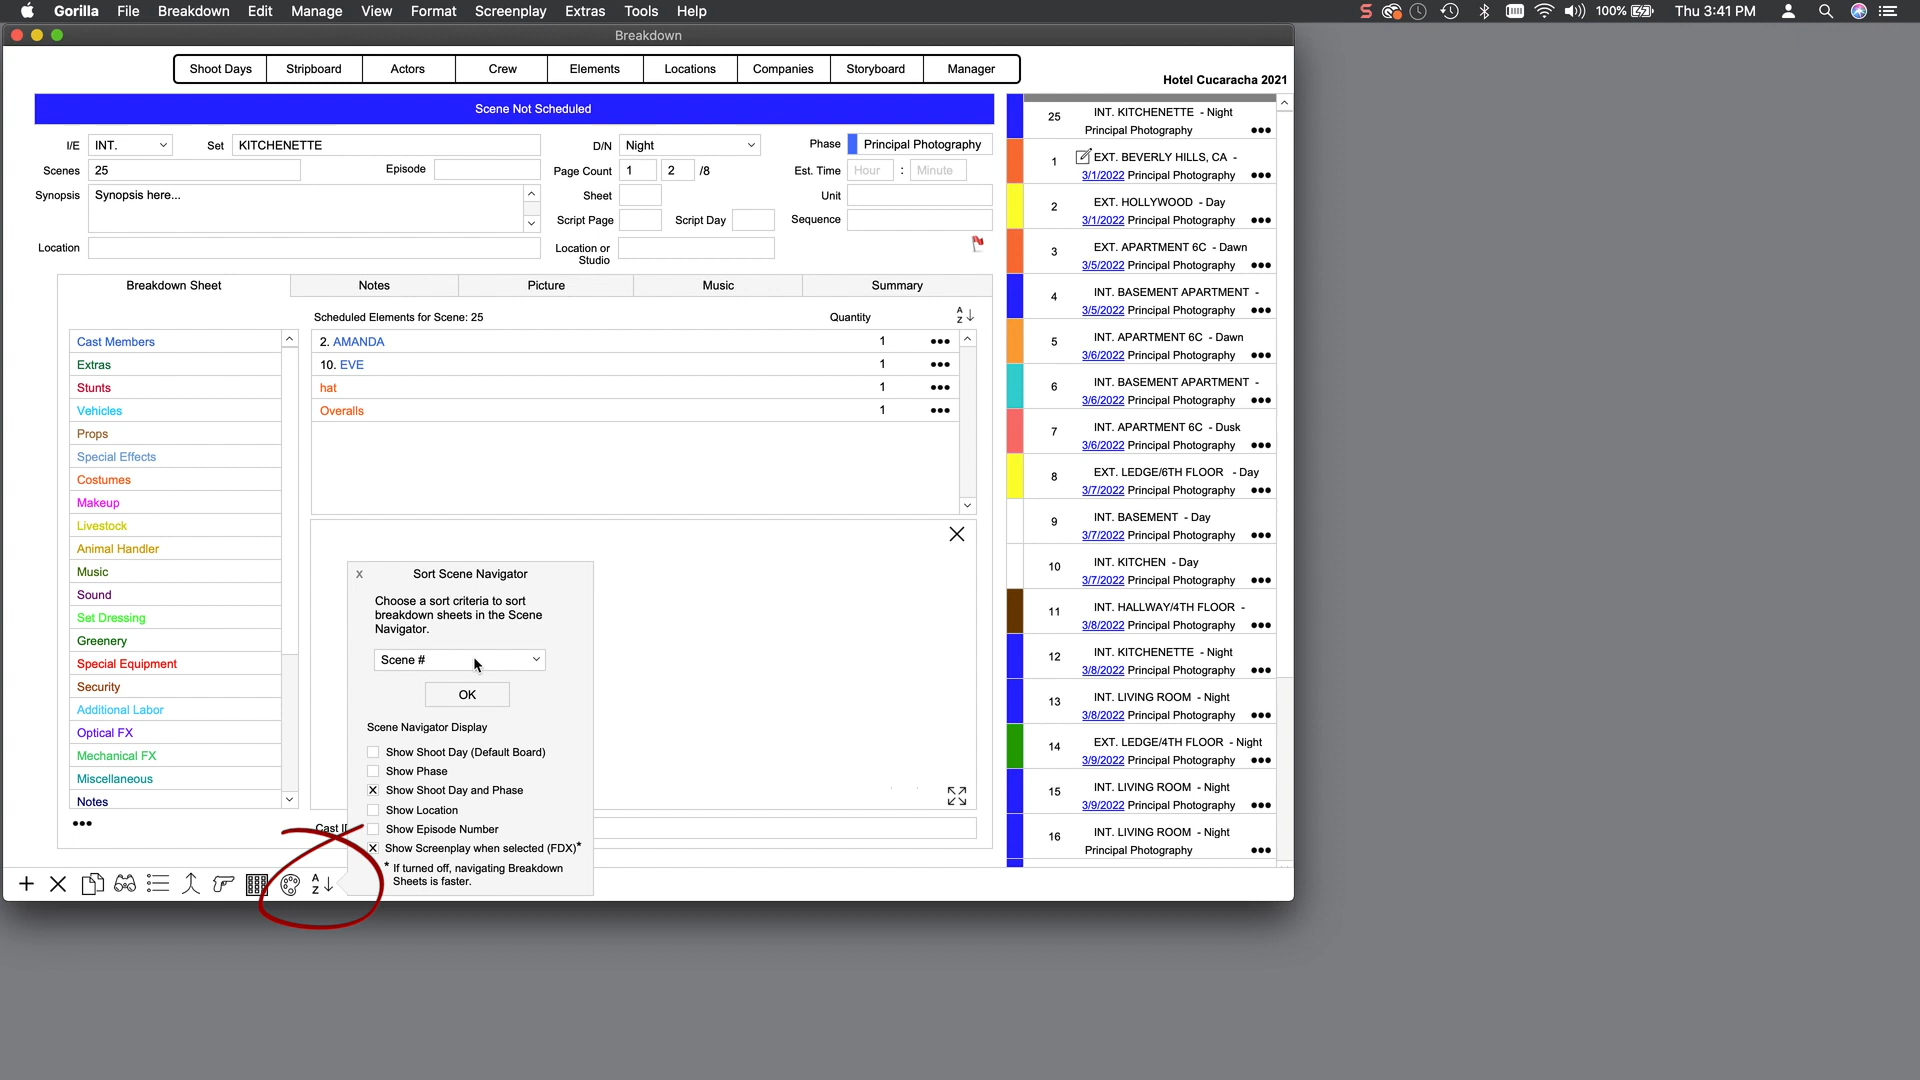 Gorilla File Breakdown Edit Manage View Format Screenplay Extras Tools Help
100% Thu 3:41 PM
Breakdown
Shoot Days Stripboard Actors Crew Elements Locations Companies Storyboard Manager
Hotel Cucaracha 2021
Scene Not Scheduled
I/E INT. Set KITCHENETTE D/N Night Phase Principal Photography
Scenes 25 Episode Page Count 1 2 /8 Est. Time Hour : Minute
Synopsis Synopsis here... Sheet Unit
Script Page Script Day Sequence
Location Location or
Studio
Breakdown Sheet Notes Picture Music Summary
Scheduled Elements for Scene: 25 Quantity A Z
Cast Members
Extras
Stunts
Vehicles
Props
Special Effects
Costumes
Makeup
Livestock
Animal Handler
Music
Sound
Set Dressing
Greenery
Special Equipment
Security
Additional Labor
Optical FX
Mechanical FX
Miscellaneous
Notes
2. AMANDA 1
10. EVE 1
hat 1
Overalls 1
x Sort Scene Navigator
Choose a sort criteria to sort
breakdown sheets in the Scene
Navigator.
Scene #
OK
Scene Navigator Display
Show Shoot Day (Default Board)
Show Phase
Show Shoot Day and Phase
Show Location
Show Episode Number
Show Screenplay when selected (FDX)*
* If turned off, navigating Breakdown
Sheets is faster.
Cast I
A
Z
25 INT. KITCHENETTE - Night
Principal Photography
1 EXT. BEVERLY HILLS, CA -
3/1/2022 Principal Photography
2 EXT. HOLLYWOOD - Day
3/1/2022 Principal Photography
3 EXT. APARTMENT 6C - Dawn
3/5/2022 Principal Photography
4 INT. BASEMENT APARTMENT -
3/5/2022 Principal Photography
5 INT. APARTMENT 6C - Dawn
3/6/2022 Principal Photography
6 INT. BASEMENT APARTMENT -
3/6/2022 Principal Photography
7 INT. APARTMENT 6C - Dusk
3/6/2022 Principal Photography
8 EXT. LEDGE/6TH FLOOR - Day
3/7/2022 Principal Photography
9 INT. BASEMENT - Day
3/7/2022 Principal Photography
10 INT. KITCHEN - Day
3/7/2022 Principal Photography
11 INT. HALLWAY/4TH FLOOR -
3/8/2022 Principal Photography
12 INT. KITCHENETTE - Night
3/8/2022 Principal Photography
13 INT. LIVING ROOM - Night
3/8/2022 Principal Photography
14 EXT. LEDGE/4TH FLOOR - Night
3/9/2022 Principal Photography
15 INT. LIVING ROOM - Night
3/9/2022 Principal Photography
16 INT. LIVING ROOM - Night
Principal Photography